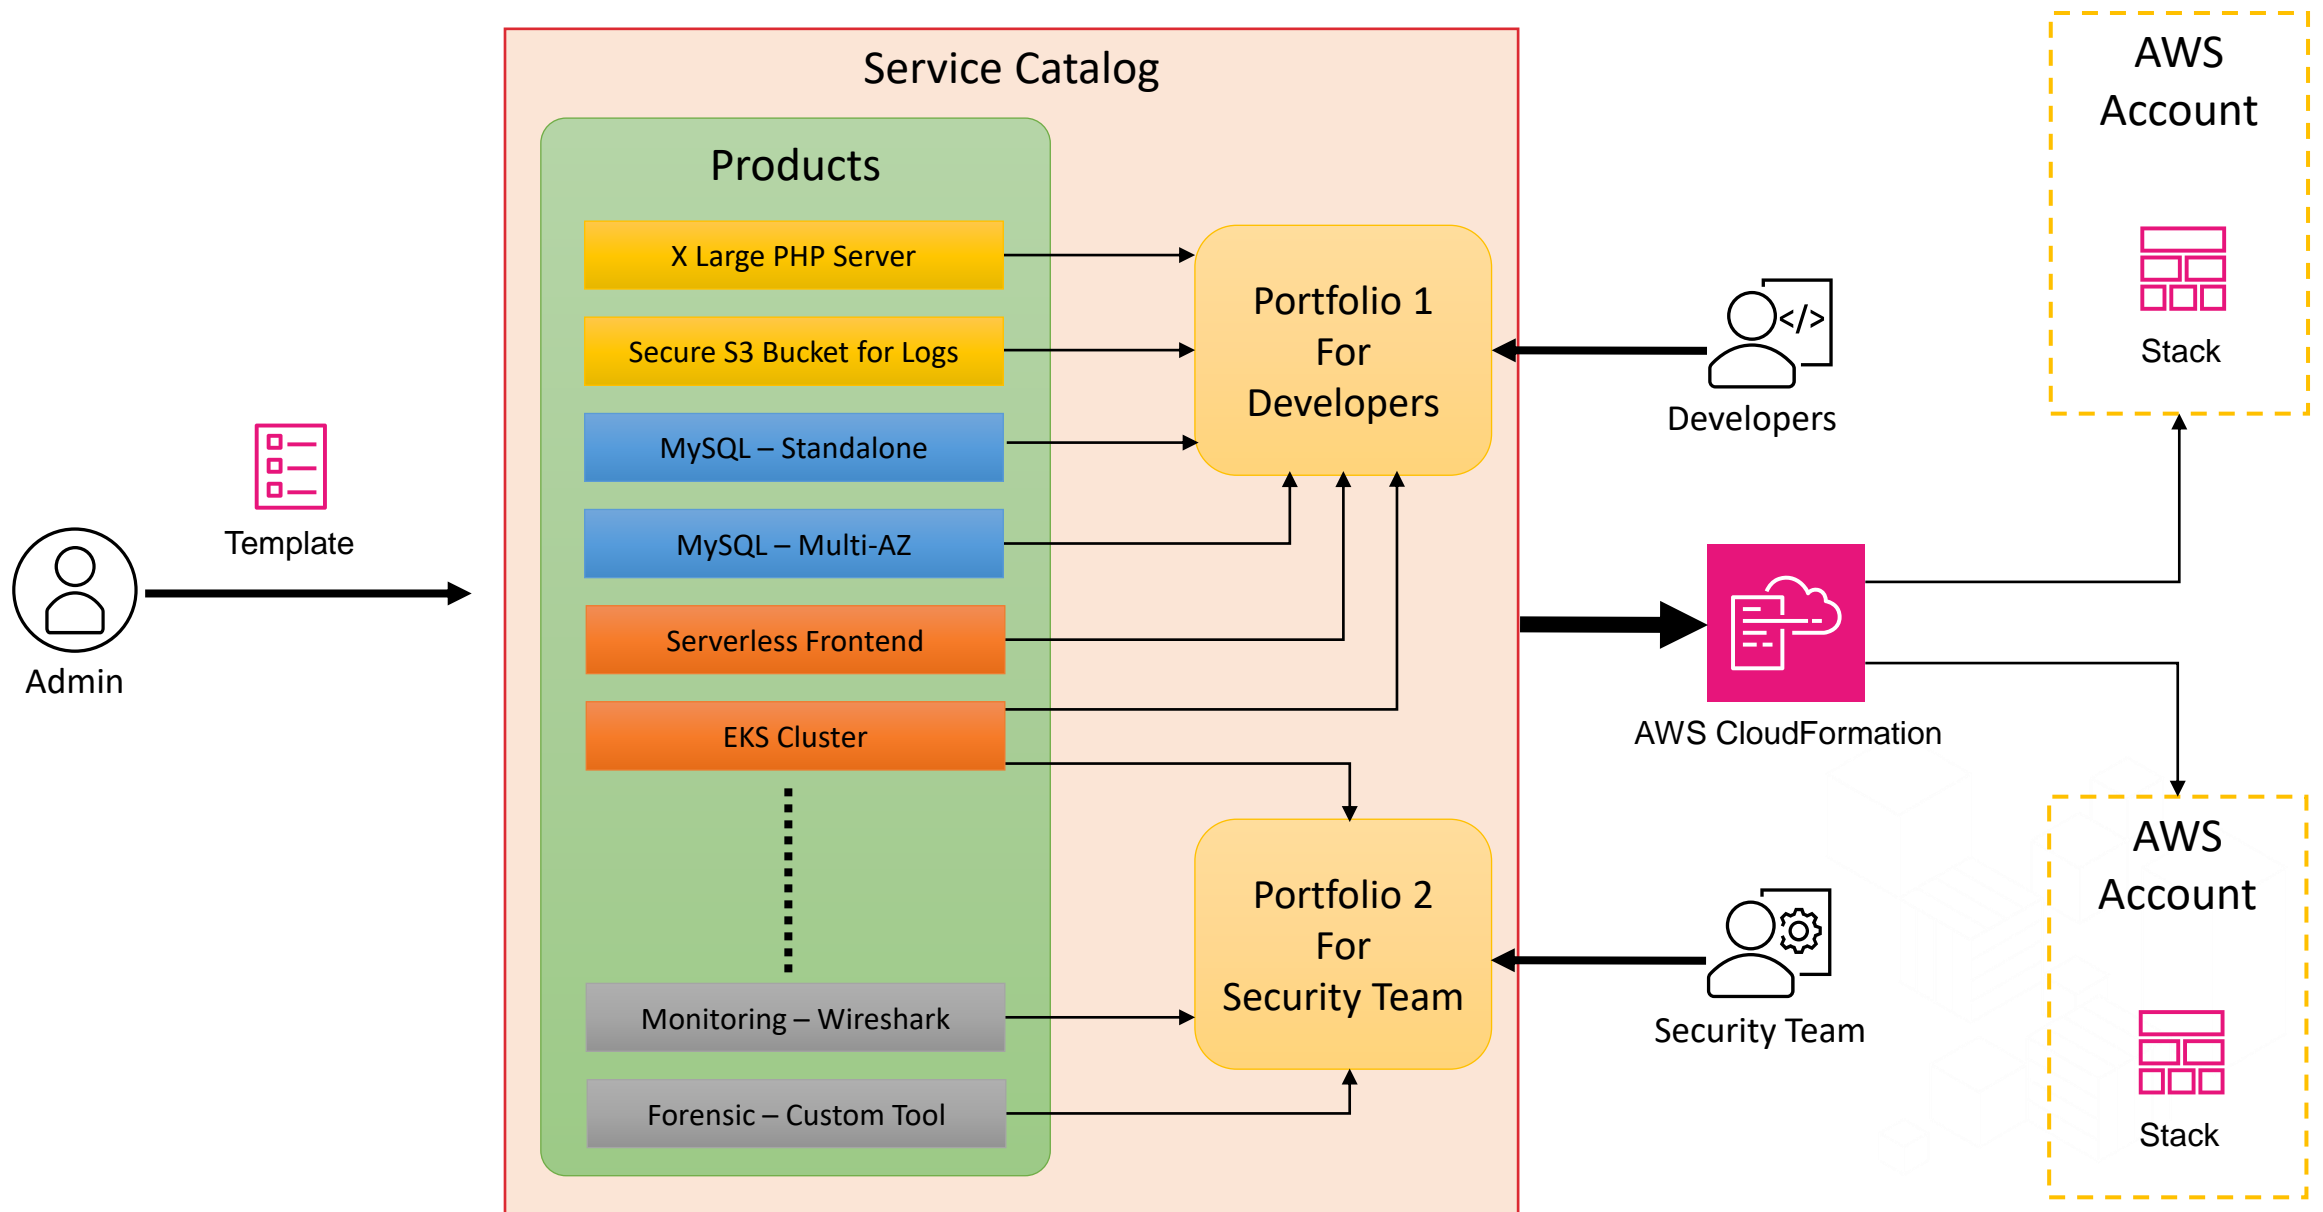 Service Catalog
Products
X Large PHP Server
Secure S3 Bucket for Logs
MySQL – Standalone
MySQL – Multi-AZ
Serverless Frontend
EKS Cluster
Monitoring – Wireshark
Forensic – Custom Tool
Portfolio 1
For
Developers
Portfolio 2
For
Security Team
Template
Admin
</>
Developers
AWS CloudFormation
Security Team
AWS
Account
Stack
AWS
Account
Stack